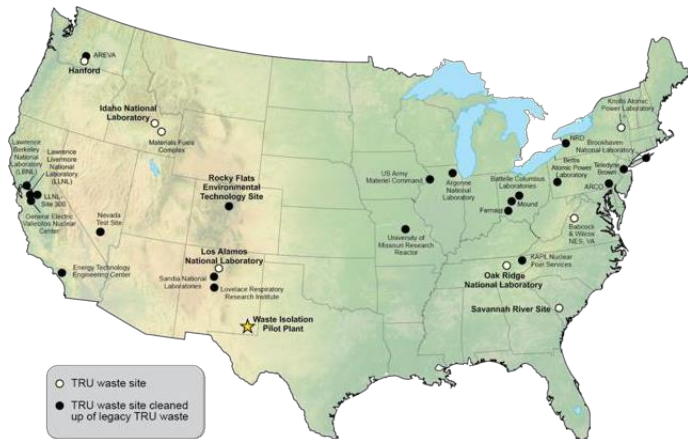 AREVA
Hanford
Idaho National
Laboratory
Materials Fuels
Complex
Lawrence
Berkeley
National
Laboratory
(LBNL)
Lawrence
Livermore
National
Laboratory
(LLNL)
LLNL-
Site 300
General Electric
Vallecitos Nuclear
Center
Nevada
Test Site
Energy Technology
Engineering Center
Rocky Flats
Environmental
Technology Site
Los Alamos
National Laboratory
Sandia National
Laboratories
Lovelace Respiratory
Research Institute
Waste Isolation
Pilot Plant
US Army
Materiel Command
Argonne
National
Laboratory
University of
Missouri Research
Reactor
Battelle Columbus
Laboratories
Mound
Fernald
NRD
Knolls Atomic
Power Laboratory
Brookhaven
National Laboratory
Bettis
Atomic Power
Laboratory
Teledyne
Brown
ARCO
Babcock
& Wilcox
NES, VA
KAPL Nuclear
Fuel Services
Oak Ridge
National Laboratory
Savannah River Site
TRU waste site
TRU waste site cleaned
up of legacy TRU waste